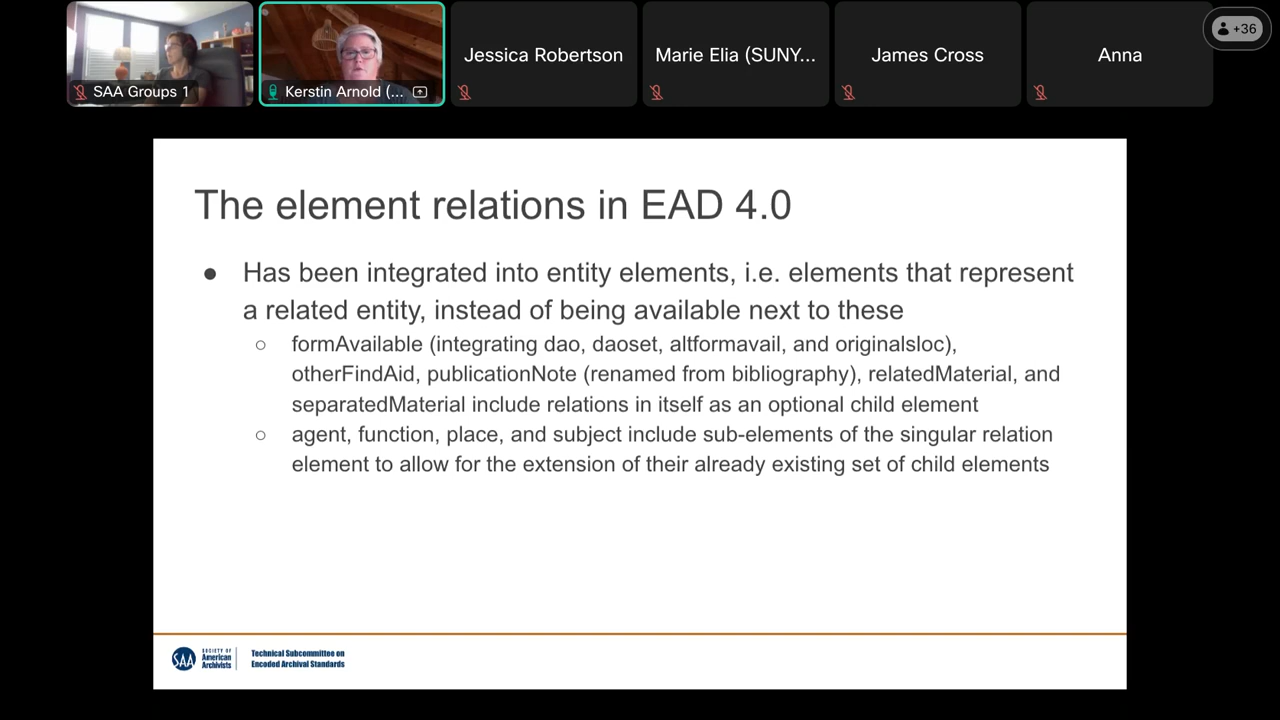 SAA Groups 1
Kerstin Arnold (...
Jessica Robertson
Marie Elia (SUNY...
James Cross
Anna
+36
The element relations in EAD 4.0
● Has been integrated into entity elements, i.e. elements that represent
a related entity, instead of being available next to these
○ formAvailable (integrating dao, daoset, altformavail, and originalsloc),
otherFindAid, publicationNote (renamed from bibliography), relatedMaterial, and
separatedMaterial include relations in itself as an optional child element
○ agent, function, place, and subject include sub-elements of the singular relation
element to allow for the extension of their already existing set of child elements
SAA
SOCIETY OF
American
Archivists
Technical Subcommittee on
Encoded Archival Standards